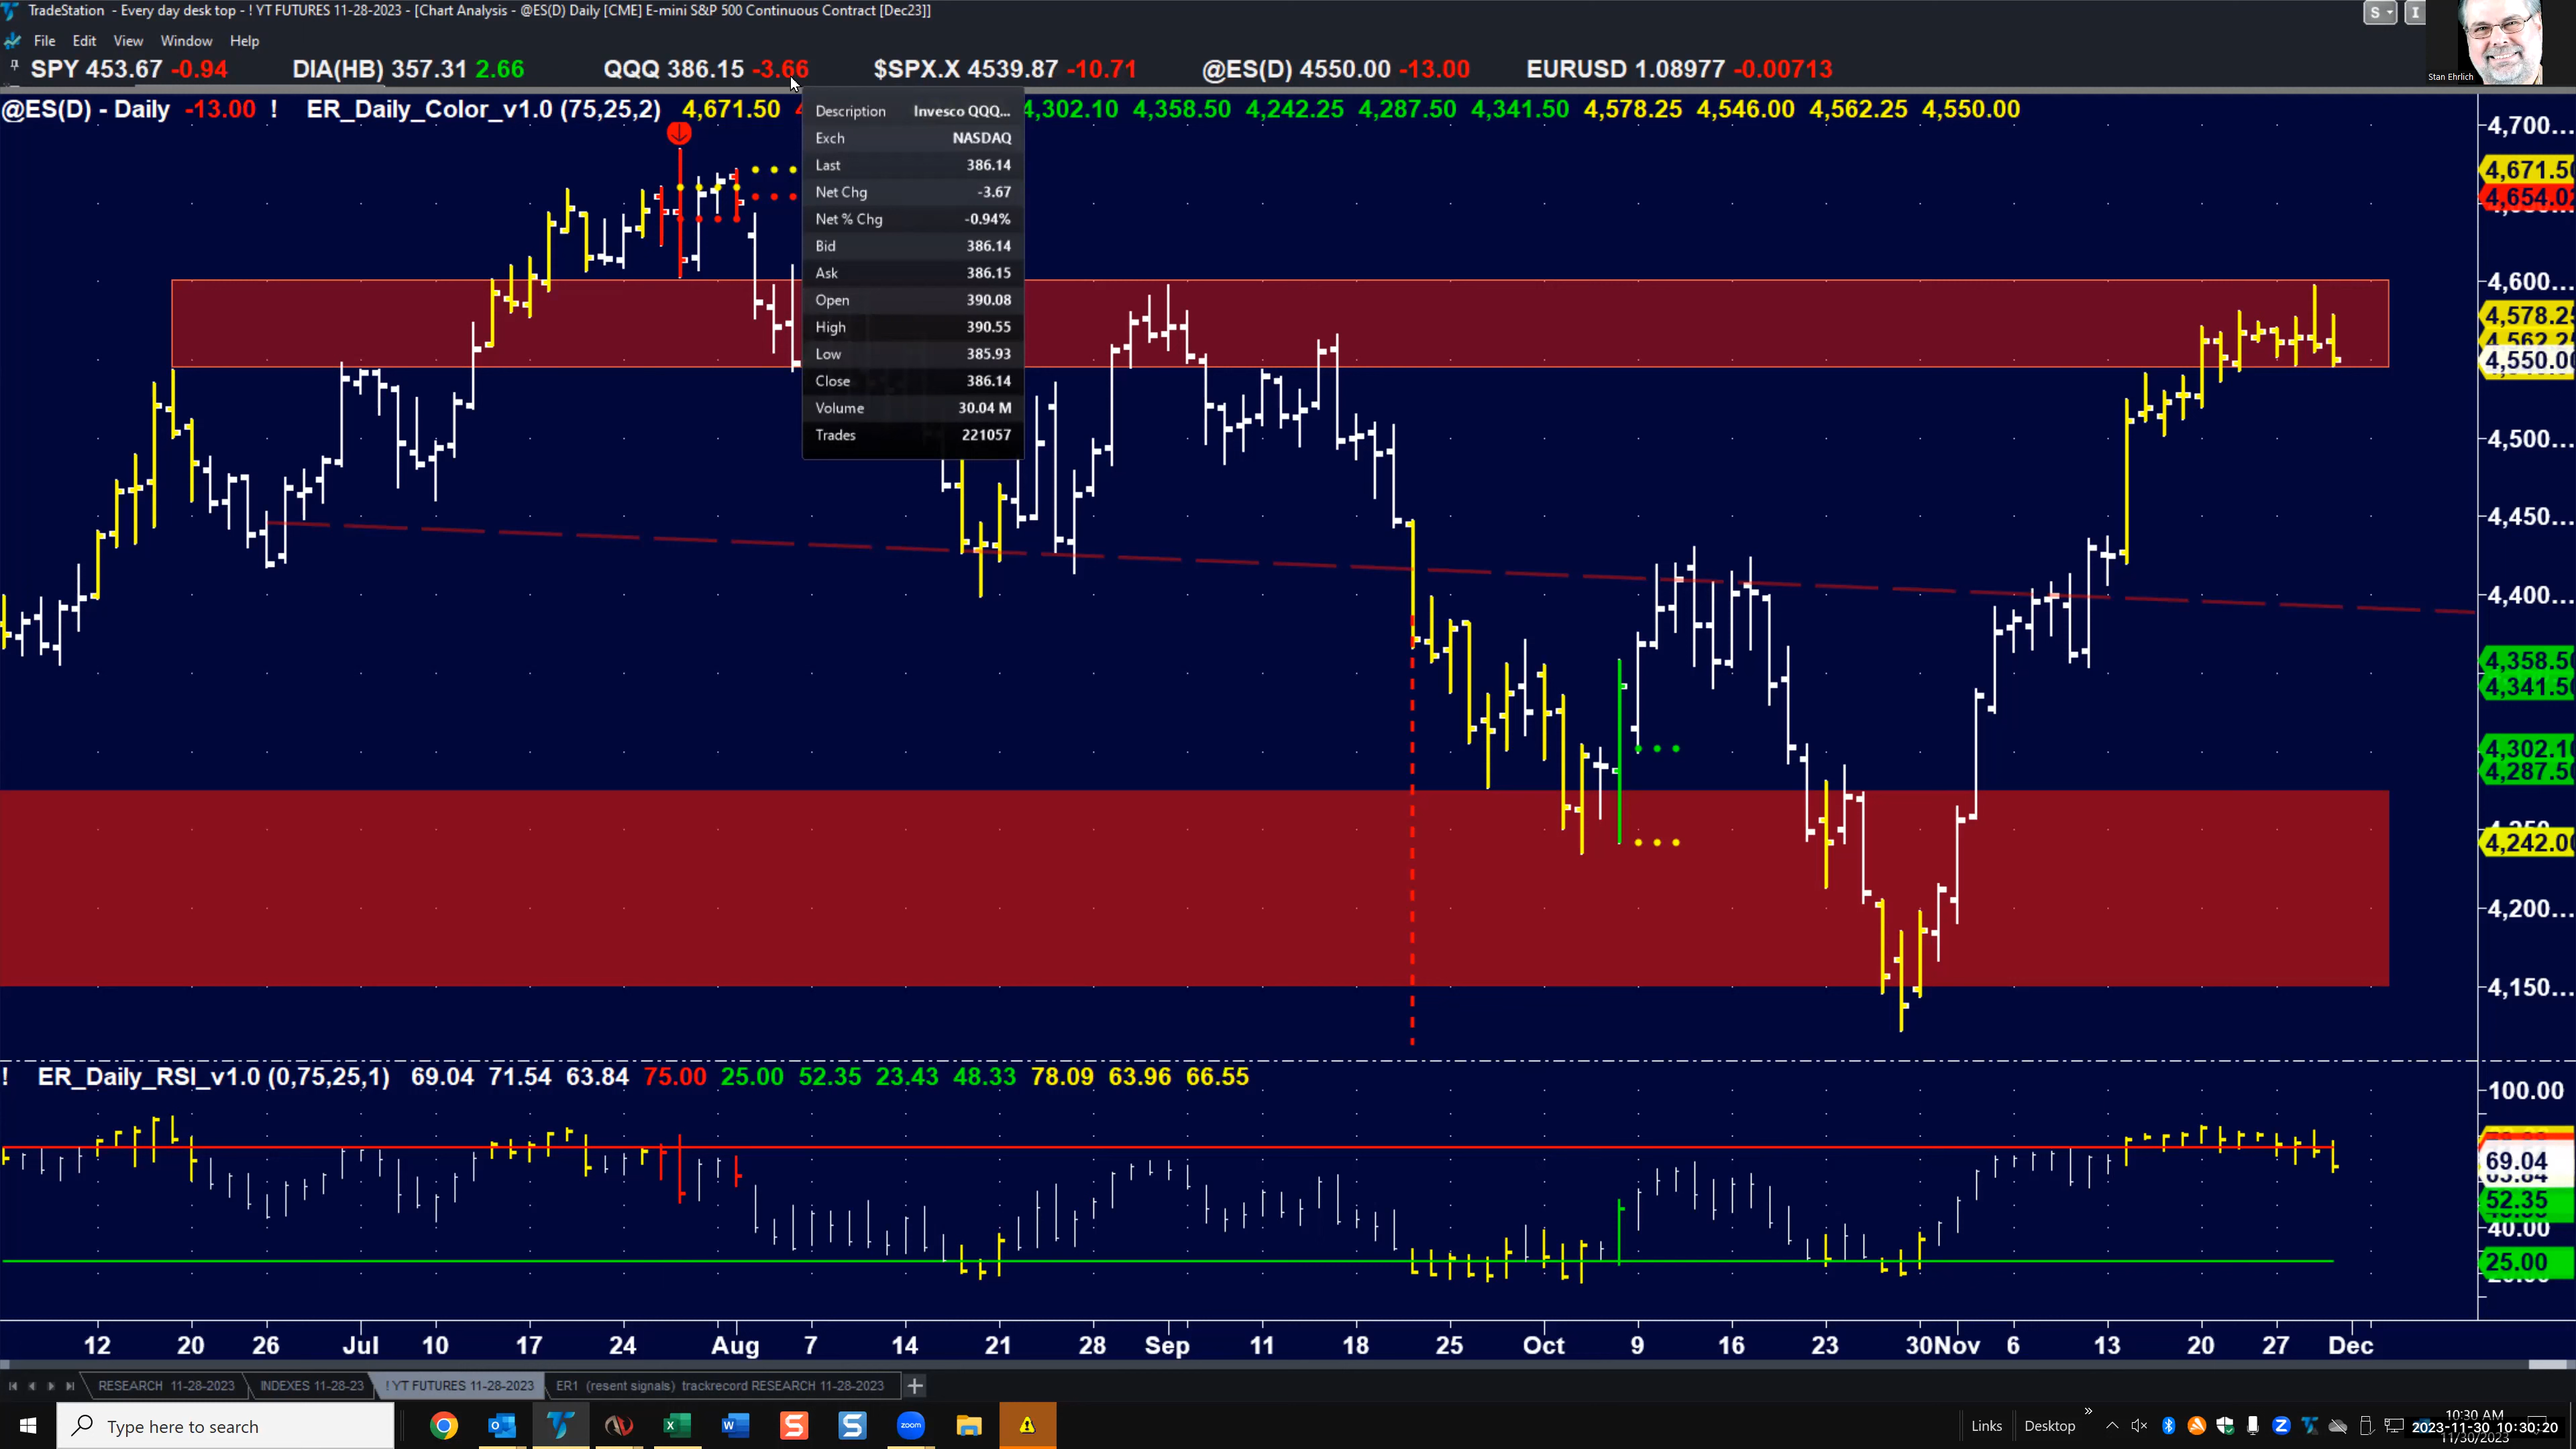 TradeStation - Every day desk top - ! YT FUTURES 11-28-2023 - [Chart Analysis - @ES(D) Daily [CME] E-mini S&P 500 Continuous Contract [Dec23]]
S I
File Edit View Window Help
Stan Ehrlich
SPY 453.67 -0.94 DIA(HB) 357.31 2.66 QQQ 386.15 -3.66 $SPX.X 4539.87 -10.71 @ES(D) 4550.00 -13.00 EURUSD 1.08977 -0.00713
@ES(D) - Daily -13.00 ! ER_Daily_Color_v1.0 (75,25,2) 4,671.50 4,302.10 4,358.50 4,242.25 4,287.50 4,341.50 4,578.25 4,546.00 4,562.25 4,550.00
Description Invesco QQQ...
Exch NASDAQ
Last 386.14
Net Chg -3.67
Net % Chg -0.94%
Bid 386.14
Ask 386.15
Open 390.08
High 390.55
Low 385.93
Close 386.14
Volume 30.04 M
Trades 221057
4,700...
4,671.50
4,654.0
4,600...
4,578.2
4,562.2
4,550.00
4,500...
4,450...
4,400...
4,358.50
4,341.50
4,302.10
4,287.50
4,242.00
4,200...
4,150...
! ER_Daily_RSI_v1.0 (0,75,25,1) 69.04 71.54 63.84 75.00 25.00 52.35 23.43 48.33 78.09 63.96 66.55
100.00
69.04
63.84
52.35
40.00
25.00
12 20 26 Jul 10 17 24 Aug 7 14 21 28 Sep 11 18 25 Oct 9 16 23 30 Nov 6 13 20 27 Dec
RESEARCH 11-28-2023 INDEXES 11-28-23 ! YT FUTURES 11-28-2023 ER1 (resent signals) trackrecord RESEARCH 11-28-2023 +
Type here to search
zoom
Links Desktop
10:30 AM
2023-11-30 10:30:20
11/30/2023